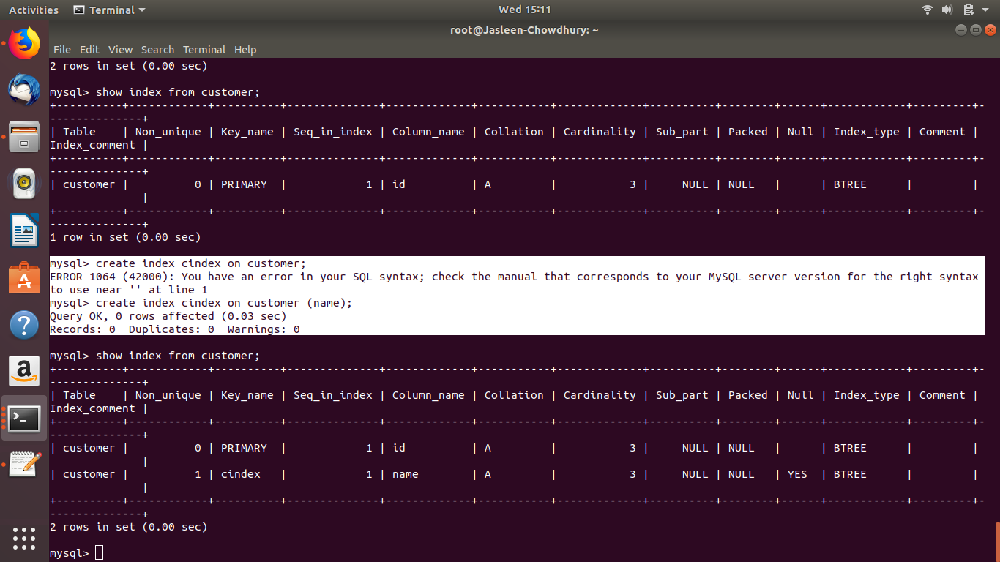 Activities Terminal Wed 15:11
root@Jasleen-Chowdhury: ~
File Edit View Search Terminal Help
2 rows in set (0.00 sec)
mysql> show index from customer;
+----------+------------+----------+--------------+-------------+-----------+-------------+----------+--------+------+------------+---------+-
--------------+
| Table    | Non_unique | Key_name | Seq_in_index | Column_name | Collation | Cardinality | Sub_part | Packed | Null | Index_type | Comment |
Index_comment |
+----------+------------+----------+--------------+-------------+-----------+-------------+----------+--------+------+------------+---------+-
--------------+
| customer |          0 | PRIMARY  |            1 | id          | A         |           3 |     NULL | NULL   |      | BTREE      |         |
              |
+----------+------------+----------+--------------+-------------+-----------+-------------+----------+--------+------+------------+---------+-
--------------+
1 row in set (0.00 sec)
mysql> create index cindex on customer;
ERROR 1064 (42000): You have an error in your SQL syntax; check the manual that corresponds to your MySQL server version for the right syntax
to use near '' at line 1
mysql> create index cindex on customer (name);
Query OK, 0 rows affected (0.03 sec)
Records: 0  Duplicates: 0  Warnings: 0
mysql> show index from customer;
+----------+------------+----------+--------------+-------------+-----------+-------------+----------+--------+------+------------+---------+-
--------------+
| Table    | Non_unique | Key_name | Seq_in_index | Column_name | Collation | Cardinality | Sub_part | Packed | Null | Index_type | Comment |
Index_comment |
+----------+------------+----------+--------------+-------------+-----------+-------------+----------+--------+------+------------+---------+-
--------------+
| customer |          0 | PRIMARY  |            1 | id          | A         |           3 |     NULL | NULL   |      | BTREE      |         |
              |
| customer |          1 | cindex   |            1 | name        | A         |           3 |     NULL | NULL   | YES  | BTREE      |         |
              |
+----------+------------+----------+--------------+-------------+-----------+-------------+----------+--------+------+------------+---------+-
--------------+
2 rows in set (0.00 sec)
mysql>